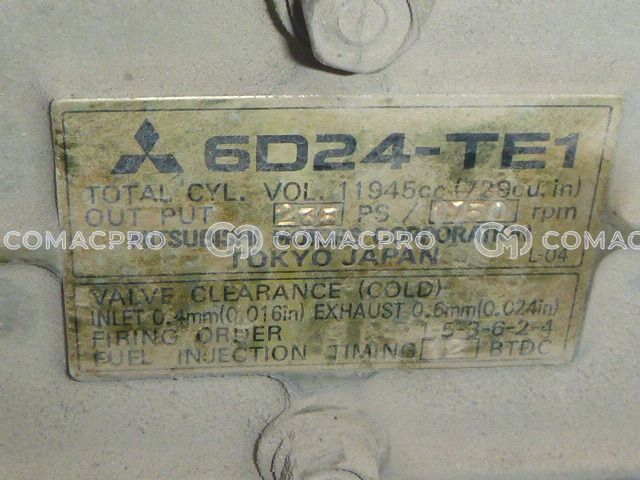 6D24-TE1
TOTAL CYL. VOL. 11945cc (729cu.in)
OUT PUT PS / rpm
COMACPRO COMACPRO COMACPRO
TOKYO JAPAN L-04
VALVE CLEARANCE (COLD)
INLET 0.4mm(0.016in) EXHAUST 0.6mm(0.024in)
FIRING ORDER 1-5-3-6-2-4
FUEL INJECTION TIMING 12 BTDC